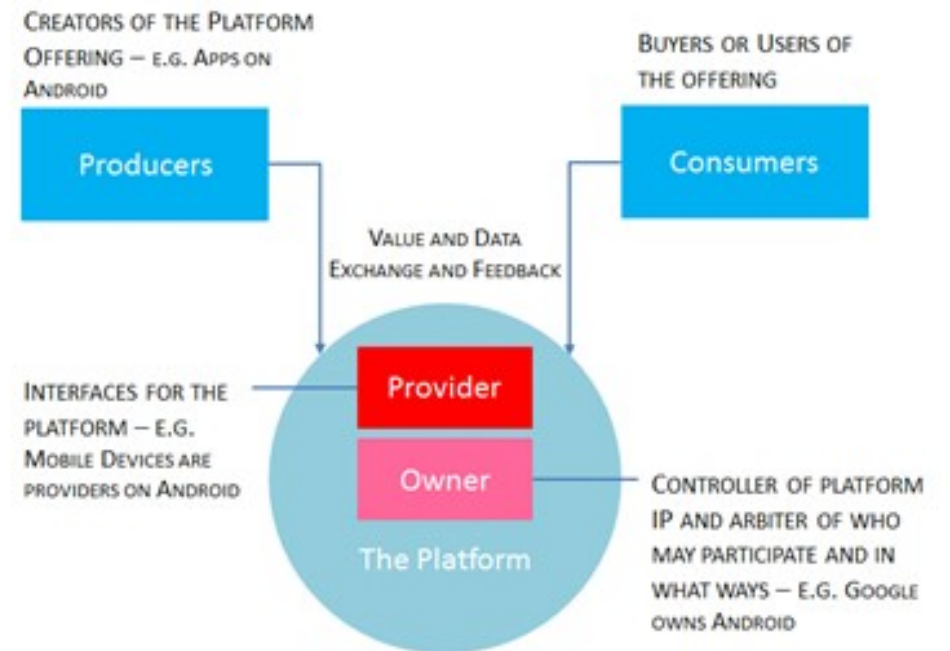 CREATORS OF THE PLATFORM
OFFERING – E.G. APPS ON
ANDROID
BUYERS OR USERS OF
THE OFFERING
Producers
Consumers
VALUE AND DATA
EXCHANGE AND FEEDBACK
Provider
INTERFACES FOR THE
PLATFORM – E.G.
MOBILE DEVICES ARE
PROVIDERS ON ANDROID
Owner
CONTROLLER OF PLATFORM
IP AND ARBITER OF WHO
MAY PARTICIPATE AND IN
WHAT WAYS – E.G. GOOGLE
OWNS ANDROID
The Platform